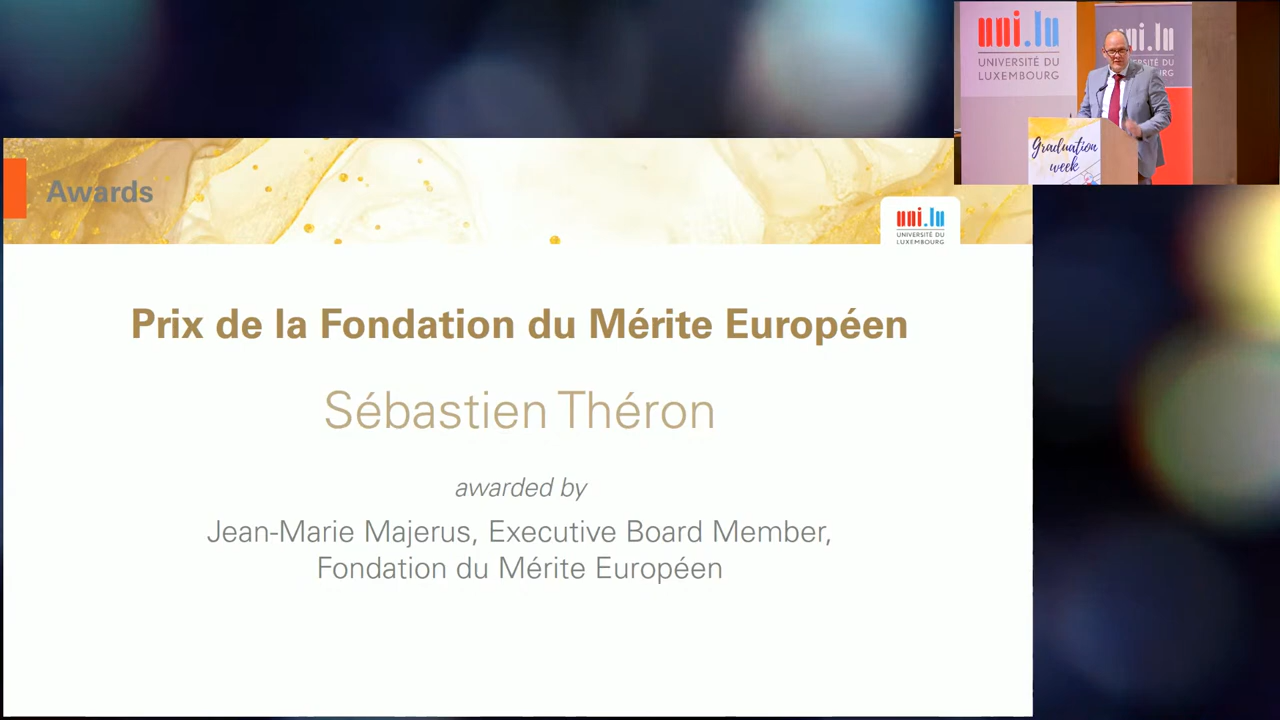 uni.lu
UNIVERSITÉ DU
LUXEMBOURG
Graduation
week
Awards
uni.lu
UNIVERSITÉ DU
LUXEMBOURG
Prix de la Fondation du Mérite Européen
Sébastien Théron
awarded by
Jean-Marie Majerus, Executive Board Member,
Fondation du Mérite Européen